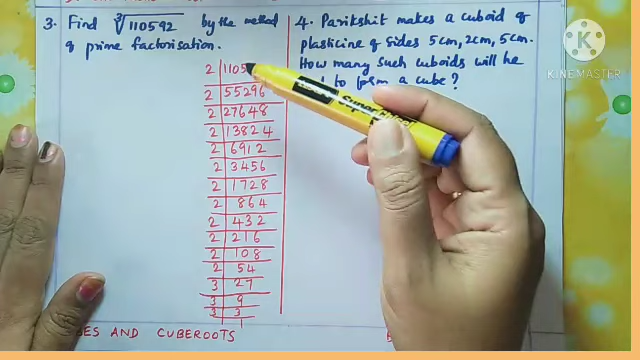 3. Find ∛110592 by the method
of prime factorisation.
2 | 1105
2 | 55296
2 | 27648
2 | 13824
2 | 6912
2 | 3456
2 | 1728
2 | 864
2 | 432
2 | 216
2 | 108
2 | 54
3 | 27
3 | 9
3 | 3
1
4. Parikshit makes a cuboid of
plasticine of sides 5cm, 2cm, 5cm.
How many such cuboids will he
to form a cube?
KINEMASTER
ES AND CUBEROOTS